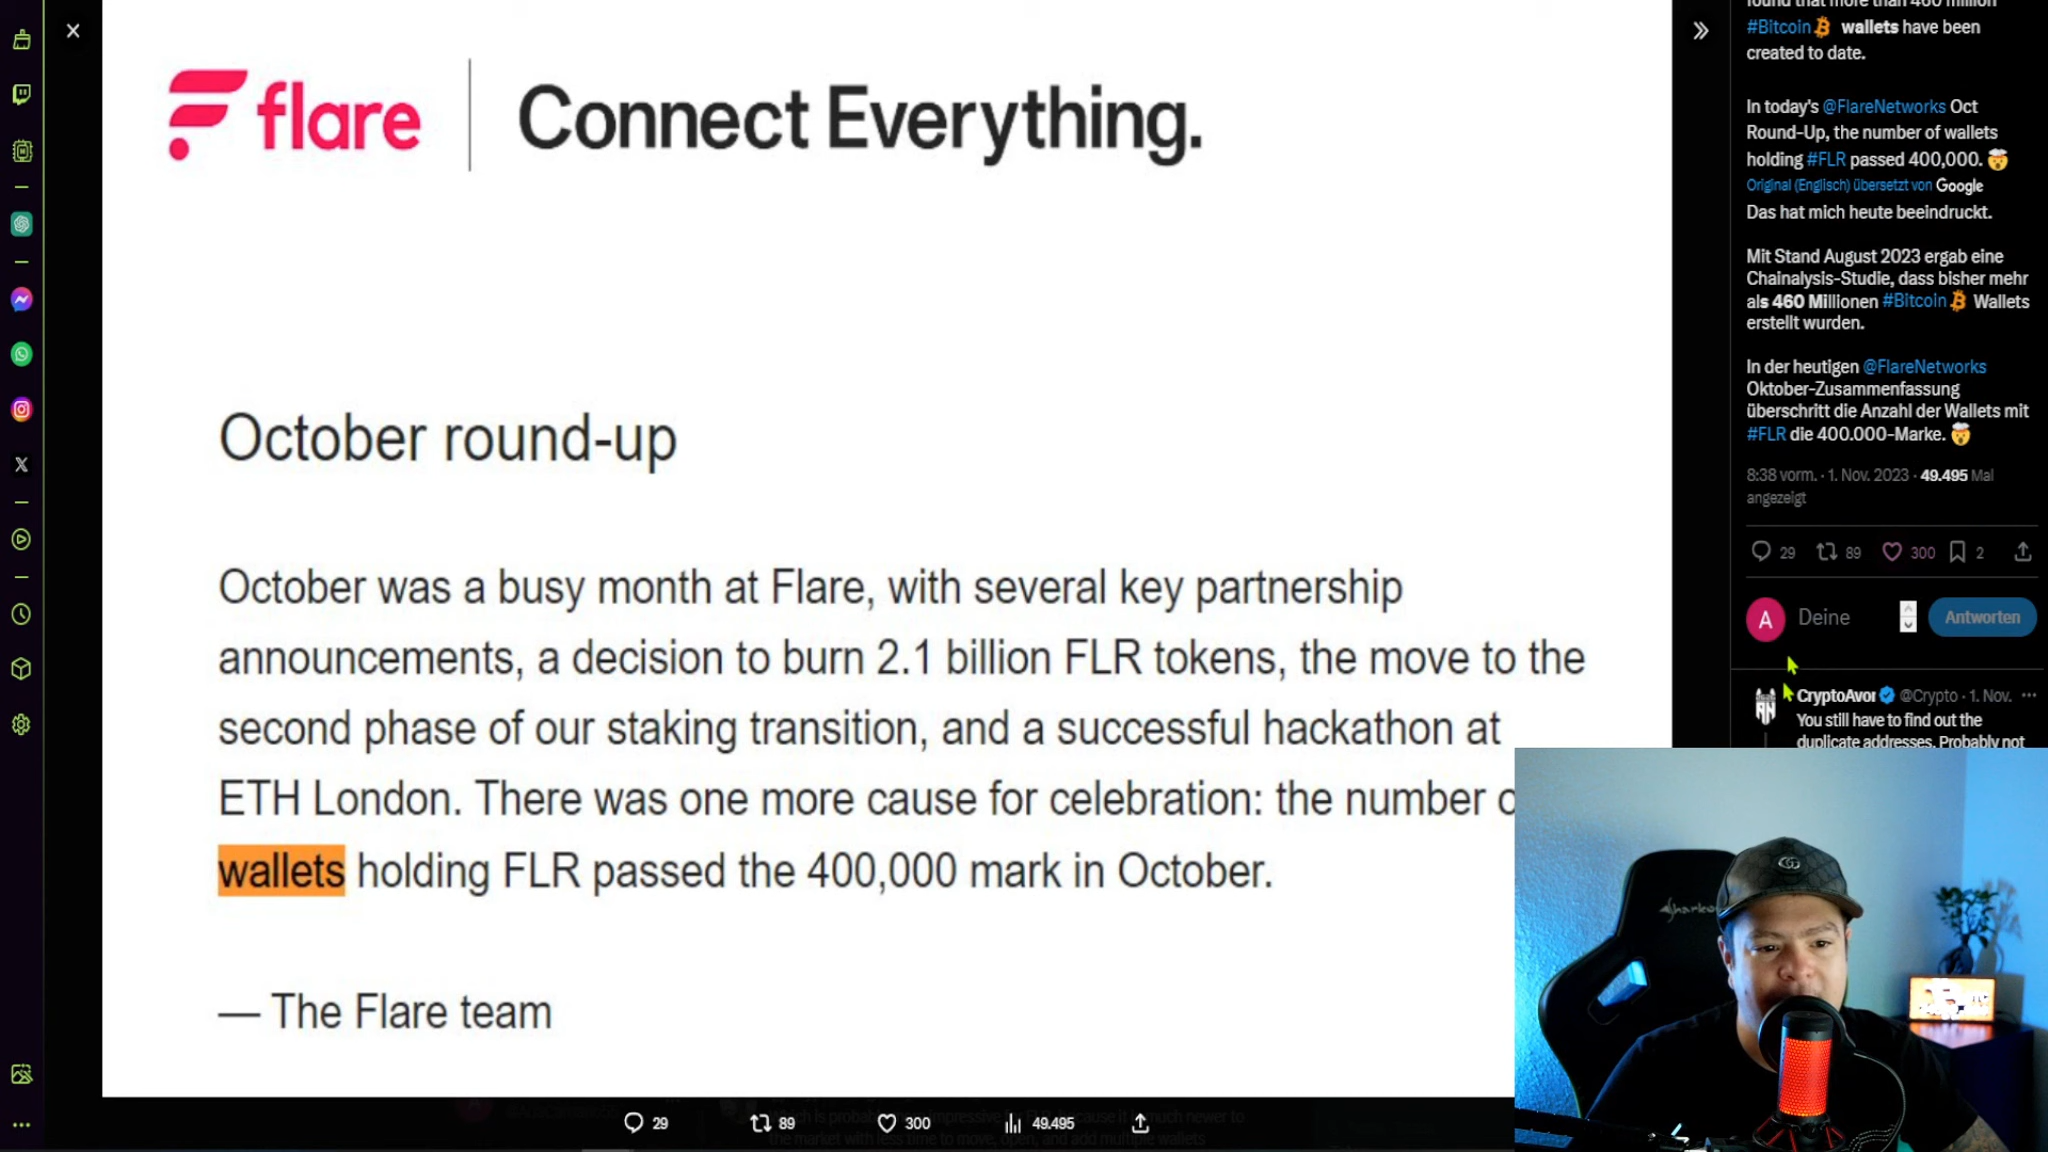 flare
Connect Everything.
October round-up
October was a busy month at Flare, with several key partnership
announcements, a decision to burn 2.1 billion FLR tokens, the move to the
second phase of our staking transition, and a successful hackathon at
ETH London. There was one more cause for celebration: the number
wallets holding FLR passed the 400,000 mark in October.
— The Flare team
29 89 300 49.495
found that more than 460 million
#Bitcoin wallets have been
created to date.
In today's @FlareNetworks Oct
Round-Up, the number of wallets
holding #FLR passed 400,000. 🤯
Original (Englisch) übersetzt von Google
Das hat mich heute beeindruckt.
Mit Stand August 2023 ergab eine
Chainalysis-Studie, dass bisher mehr
als 460 Millionen #Bitcoin Wallets
erstellt wurden.
In der heutigen @FlareNetworks
Oktober-Zusammenfassung
überschritt die Anzahl der Wallets mit
#FLR die 400.000-Marke. 🤯
8:38 vorm. · 1. Nov. 2023 · 49.495 Mal
angezeigt
29 89 300 2
A Deine Antworten
CryptoAvor @Crypto · 1. Nov. ···
You still have to find out the
duplicate addresses. Probably not